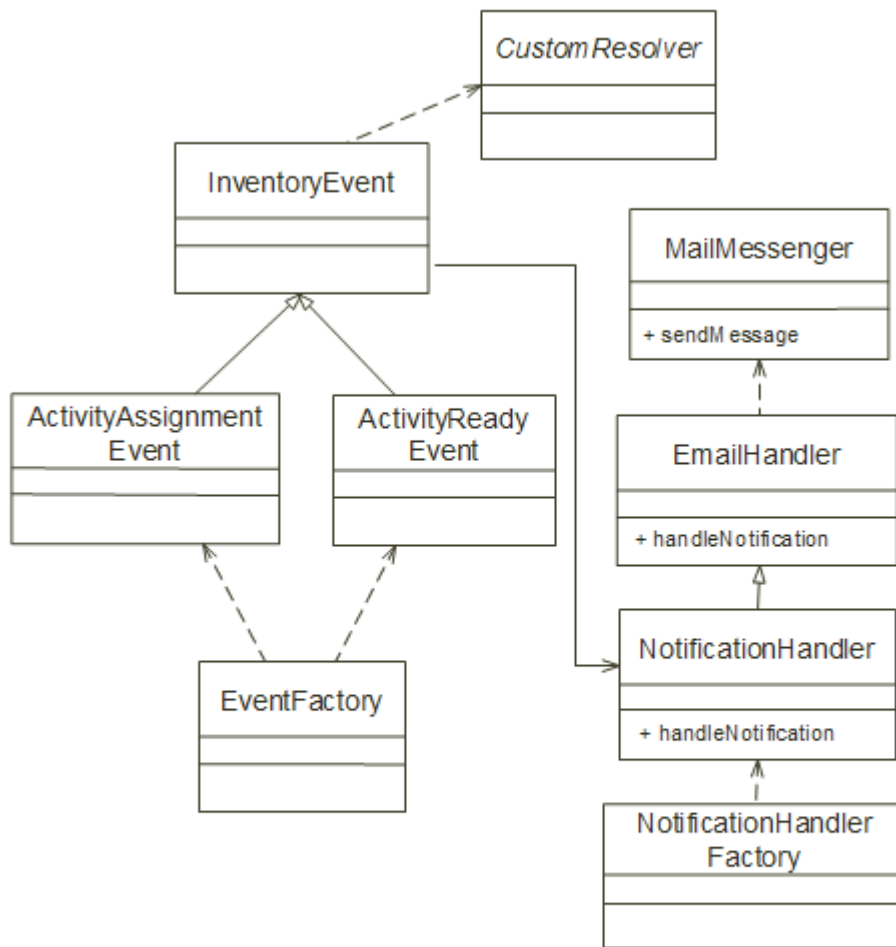 CustomResolver
InventoryEvent
MailMessenger
+ sendMessage
ActivityAssignment
Event
ActivityReady
Event
EmailHandler
+ handleNotification
NotificationHandler
+ handleNotification
EventFactory
NotificationHandler
Factory